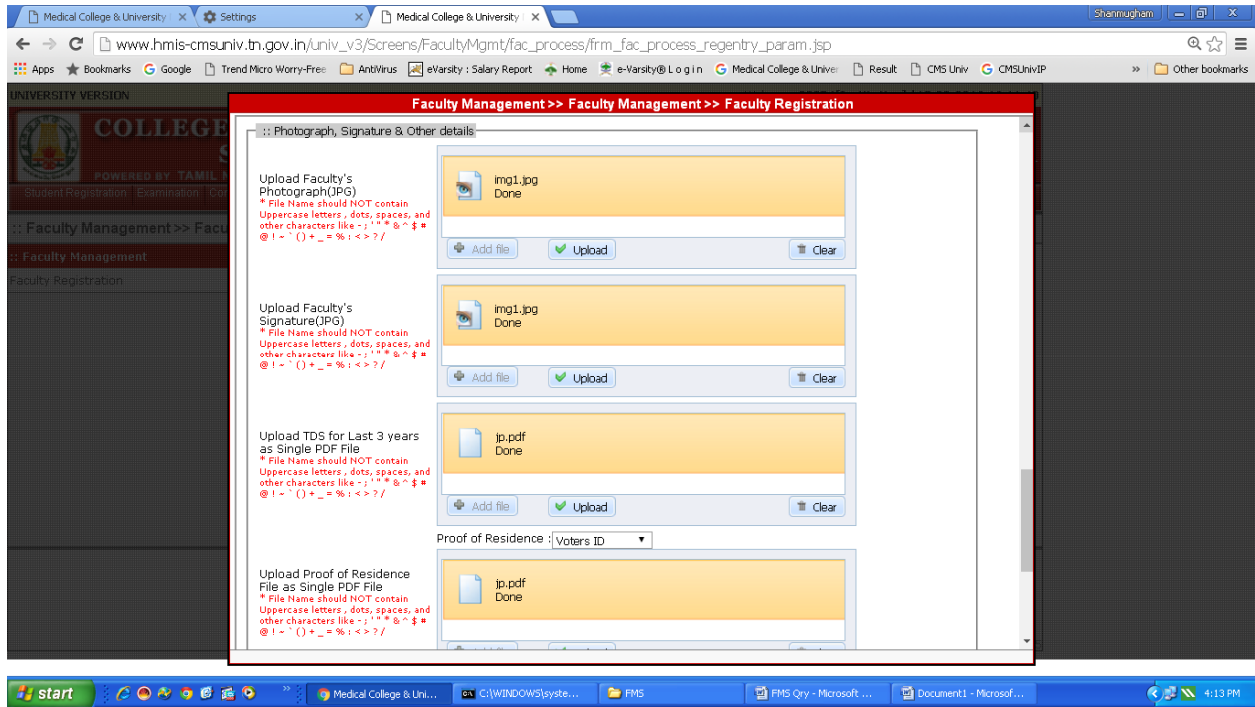 Medical College & University
Settings
Medical College & University
Shanmugham
www.hmis-cmsuniv.tn.gov.in/univ_v3/Screens/FacultyMgmt/fac_process/frm_fac_process_regentry_param.jsp
Apps Bookmarks Google Trend Micro Worry-Free AntiVirus eVarsity : Salary Report Home e-Varsity® L o g i n Medical College & Univer Result CMS Univ CMSUnivIP » Other bookmarks
UNIVERSITY VERSION
Faculty Management >> Faculty Management >> Faculty Registration
COLLEGE
POWERED BY TAMIL
Student Registration Examination
:: Faculty Management >> Facu
:: Faculty Management
Faculty Registration
:: Photograph, Signature & Other details
Upload Faculty's
Photograph(JPG)
* File Name should NOT contain
Uppercase letters , dots, spaces, and
other characters like - ; ' " * & ^ $ #
@ ! ~ ` ( ) + _ = % : < > ? /
img1.jpg
Done
Add file Upload Clear
Upload Faculty's
Signature(JPG)
* File Name should NOT contain
Uppercase letters , dots, spaces, and
other characters like - ; ' " * & ^ $ #
@ ! ~ ` ( ) + _ = % : < > ? /
img1.jpg
Done
Add file Upload Clear
Upload TDS for Last 3 years
as Single PDF File
* File Name should NOT contain
Uppercase letters , dots, spaces, and
other characters like - ; ' " * & ^ $ #
@ ! ~ ` ( ) + _ = % : < > ? /
jp.pdf
Done
Add file Upload Clear
Proof of Residence : Voters ID
Upload Proof of Residence
File as Single PDF File
* File Name should NOT contain
Uppercase letters , dots, spaces, and
other characters like - ; ' " * & ^ $ #
@ ! ~ ` ( ) + _ = % : < > ? /
jp.pdf
Done
start » Medical College & Uni... C:\WINDOWS\syste... FMS FMS Qry - Microsoft ... Document1 - Microsof... 4:13 PM